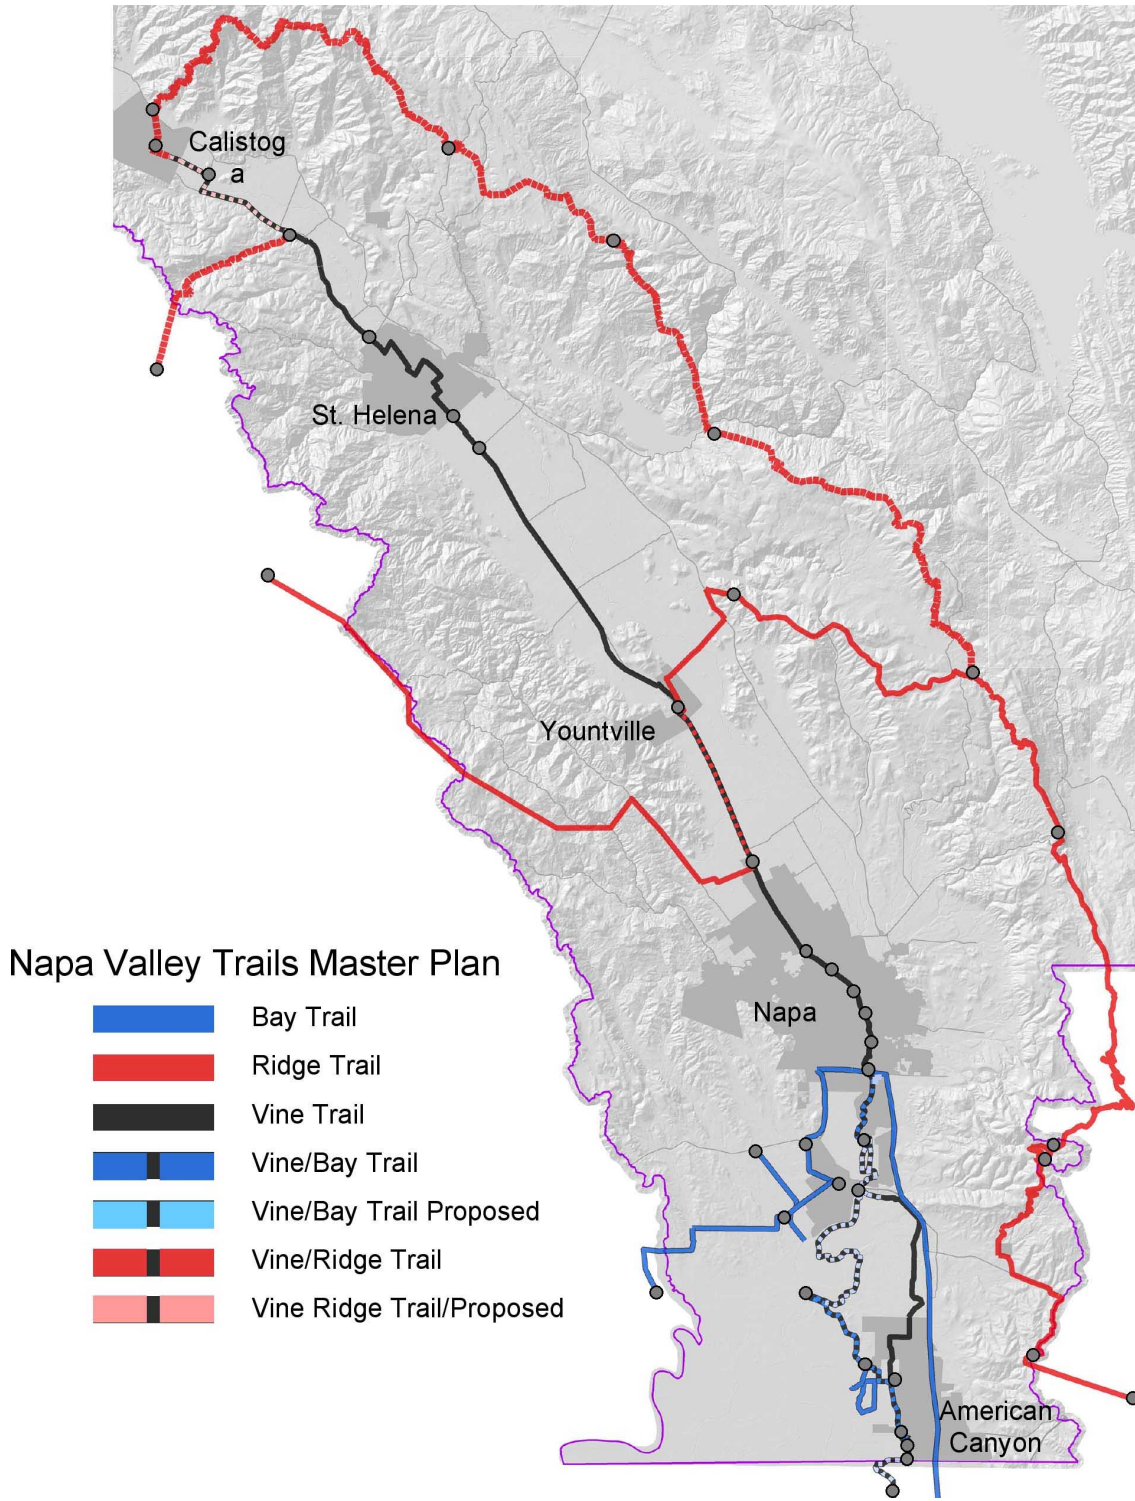 Calistog
a
St. Helena
Yountville
Napa Valley Trails Master Plan
Bay Trail
Napa
Ridge Trail
Vine Trail
Vine/Bay Trail
Vine/Bay Trail Proposed
Vine/Ridge Trail
Vine Ridge Trail/Proposed
American
Canyon